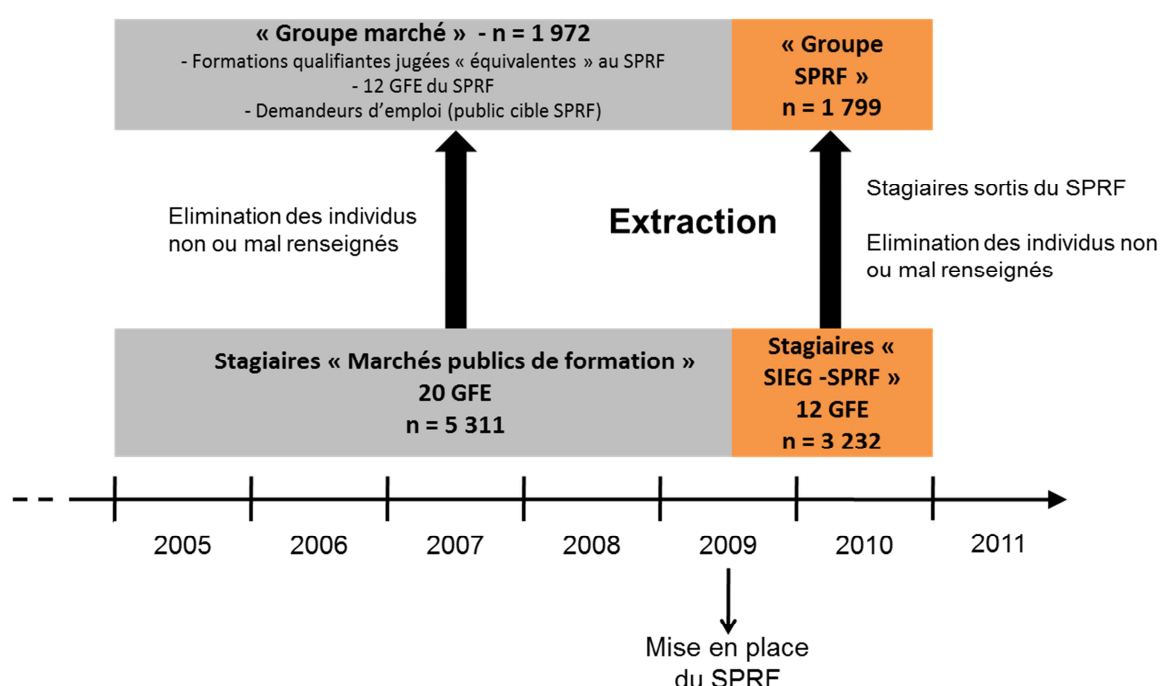 « Groupe marché » - n = 1 972
- Formations qualifiantes jugées « équivalentes » au SPRF
- 12 GFE du SPRF
- Demandeurs d'emploi (public cible SPRF)
« Groupe
SPRF »
n = 1 799
Elimination des individus
non ou mal renseignés
Extraction
Stagiaires sortis du SPRF
Elimination des individus non
ou mal renseignés
Stagiaires « Marchés publics de formation »
20 GFE
n = 5 311
Stagiaires «
SIEG -SPRF »
12 GFE
n = 3 232
2005
2006
2007
2008
2009
2010
2011
Mise en place
du SPRF